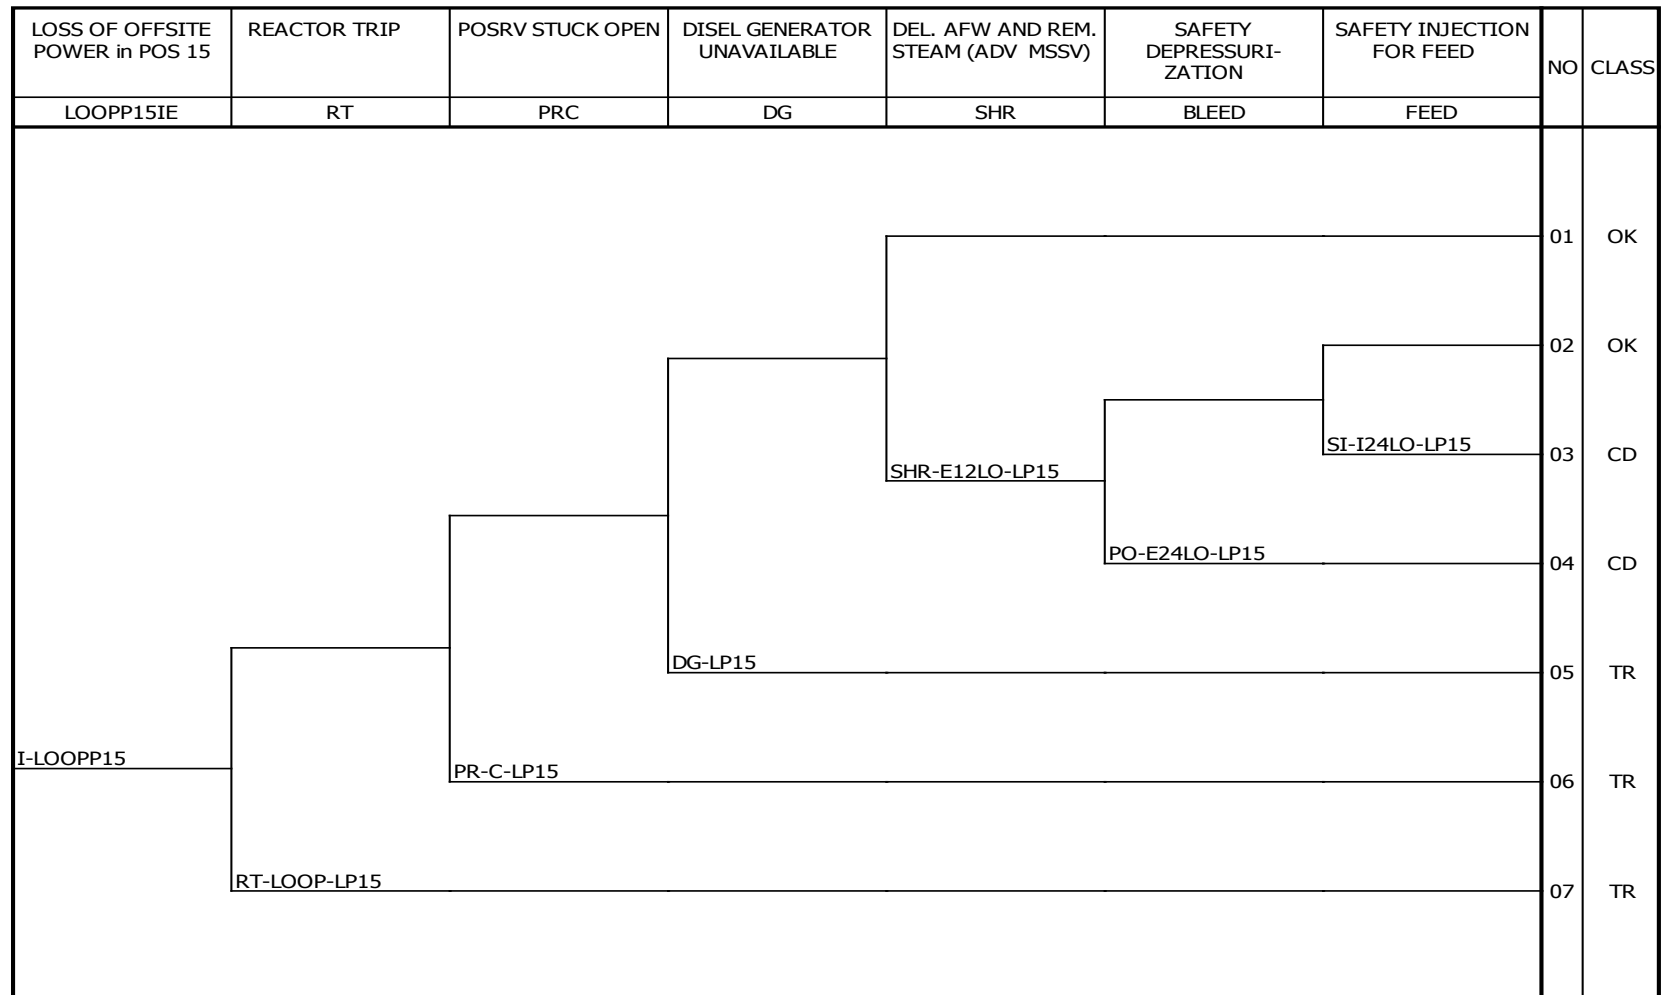 LOSS OF OFFSITE
POWER in POS 15
REACTOR TRIP
POSRV STUCK OPEN
DISEL GENERATOR
UNAVAILABLE
DEL. AFW AND REM.
STEAM (ADV MSSV)
SAFETY
DEPRESSURI-
ZATION
SAFETY INJECTION
FOR FEED
NO
CLASS
LOOPP15IE
RT
PRC
DG
SHR
BLEED
FEED
01 OK
02 OK
SI-I24LO-LP15
03 CD
SHR-E12LO-LP15
PO-E24LO-LP15
04 CD
DG-LP15
05 TR
I-LOOPP15
PR-C-LP15
06 TR
RT-LOOP-LP15
07 TR